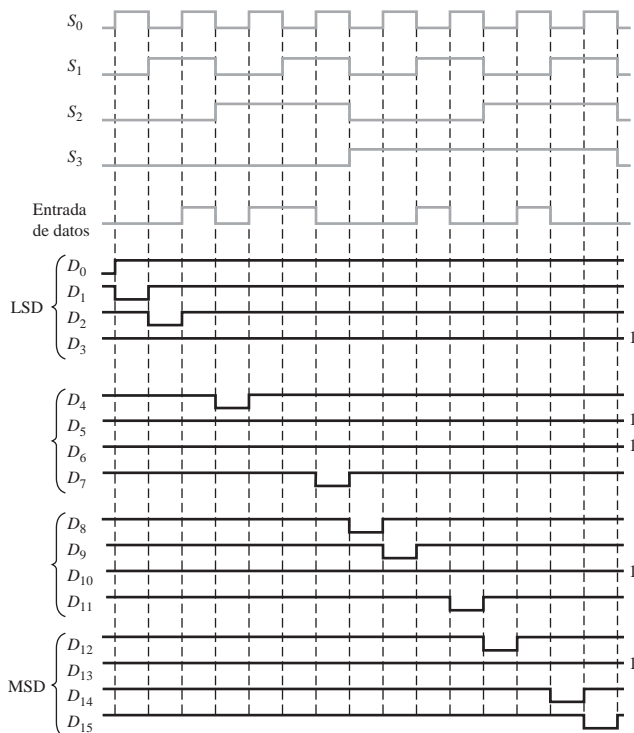 S0
S1
S2
S3
Entrada
de datos
D0
D1
LSD
D2
D3
1
D4
D5
1
D6
1
D7
D8
D9
D10
1
D11
D12
D13
1
MSD
D14
D15